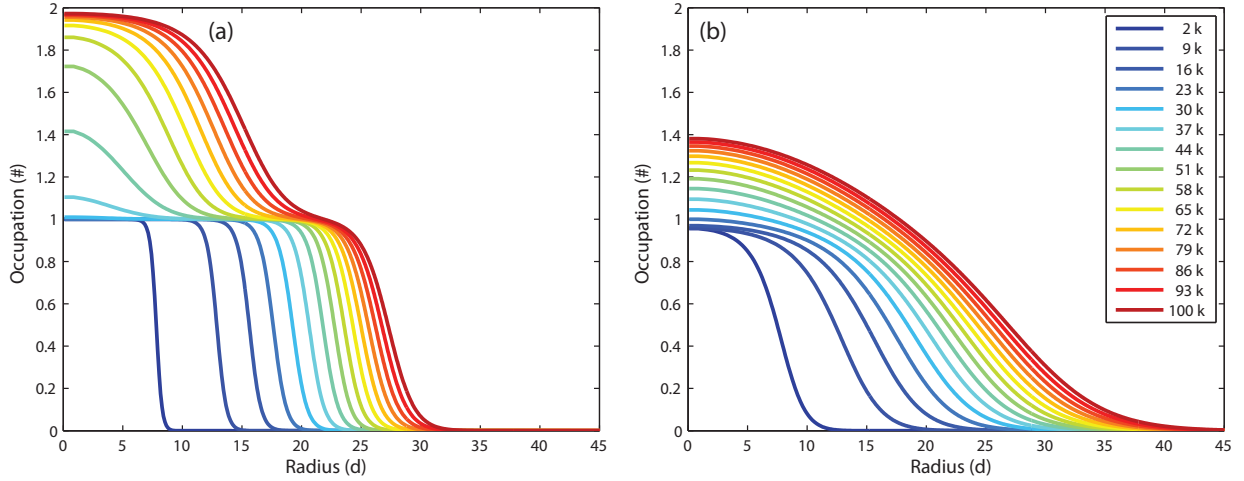 (a)
Occupation (#)
2
1.8
1.6
1.4
1.2
1
0.8
0.6
0.4
0.2
0
0 5 10 15 20 25 30 35 40 45
Radius (d)
(b)
Occupation (#)
2
1.8
1.6
1.4
1.2
1
0.8
0.6
0.4
0.2
0
0 5 10 15 20 25 30 35 40 45
Radius (d)
2 k
9 k
16 k
23 k
30 k
37 k
44 k
51 k
58 k
65 k
72 k
79 k
86 k
93 k
100 k